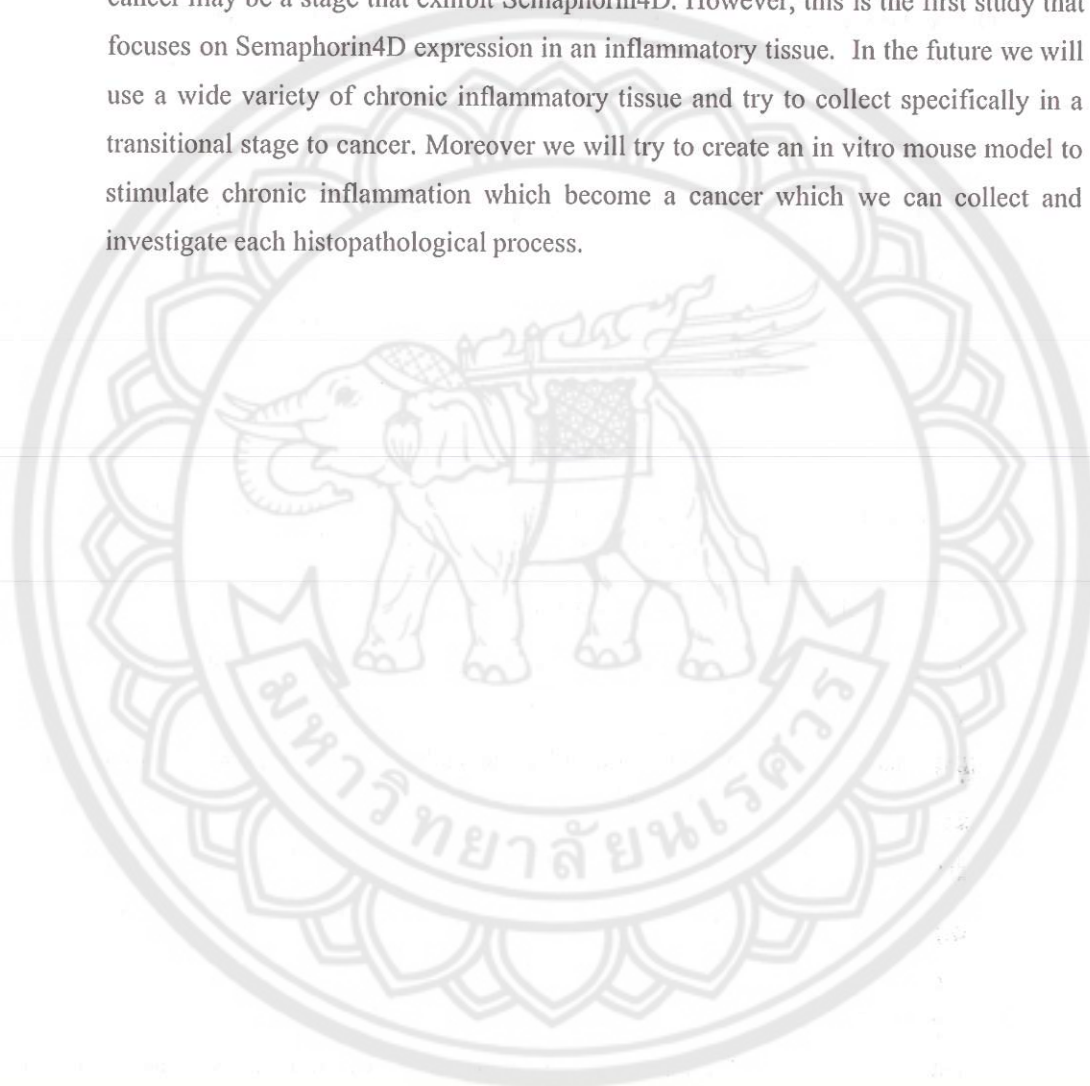 cancer may be a stage that exhibit Semaphorin4D. However, this is the first study that
focuses on Semaphorin4D expression in an inflammatory tissue. In the future we will
use a wide variety of chronic inflammatory tissue and try to collect specifically in a
transitional stage to cancer. Moreover we will try to create an in vitro mouse model to
stimulate chronic inflammation which become a cancer which we can collect and
investigate each histopathological process.
มหาวิทยาลัยนเรศวร